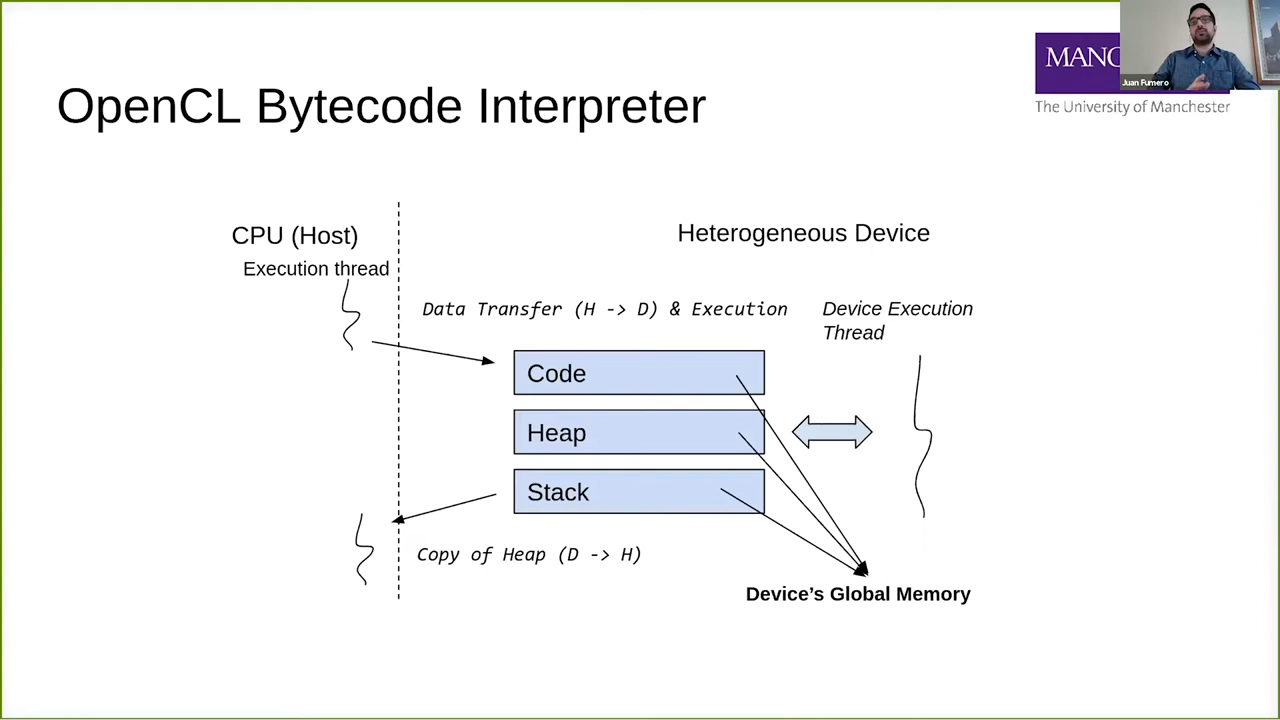 MANC
Juan Fumero
The University of Manchester
OpenCL Bytecode Interpreter
CPU (Host)
Heterogeneous Device
Execution thread
Data Transfer (H -> D) & Execution
Device Execution
Thread
Code
Heap
Stack
Copy of Heap (D -> H)
Device’s Global Memory